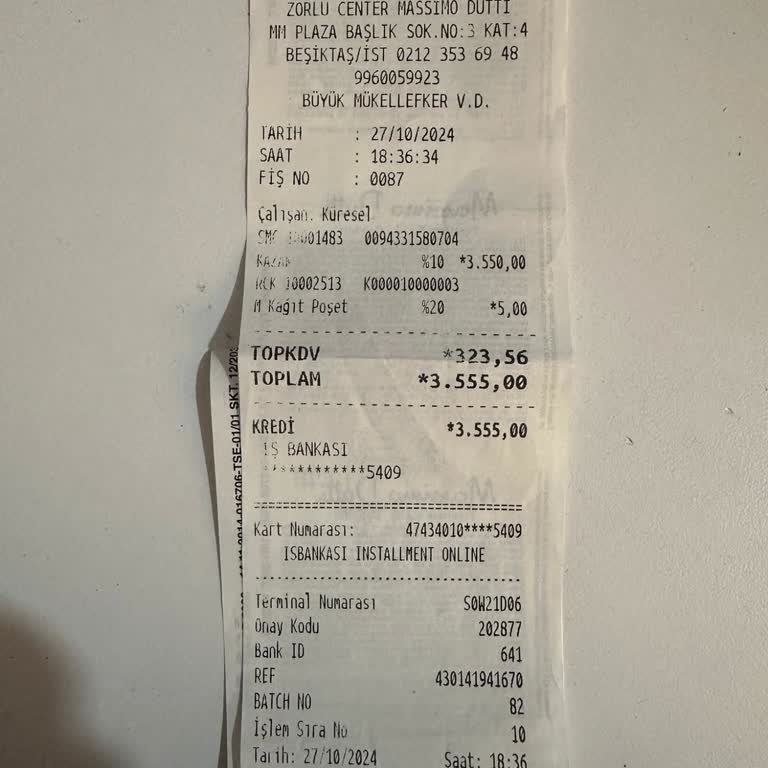 ZORLU CENTER MASSIMO DUTTI
MM PLAZA BAŞLIK SOK.NO:3 KAT:4
BEŞİKTAŞ/İST 0212 353 69 48
9960059923
BÜYÜK MÜKELLEFKER V.D.
TARİH : 27/10/2024
SAAT : 18:36:34
FİŞ NO : 0087
Çalışan. Küresel
0094331580704
%10 *3.550,00
10002513 K000010000003
M Kağıt Poşet %20 *5,00
TOPKDV *323,56
TOPLAM *3.555,00
KREDİ *3.555,00
İŞ BANKASI
************5409
Kart Numarası: 47434010****5409
ISBANKASI INSTALLMENT ONLINE
Terminal Numarası S0W21D06
Onay Kodu 202877
Bank ID 641
REF 430141941670
BATCH NO 82
İşlem Sıra No 10
Tarih: 27/10/2024 Saat: 18:36